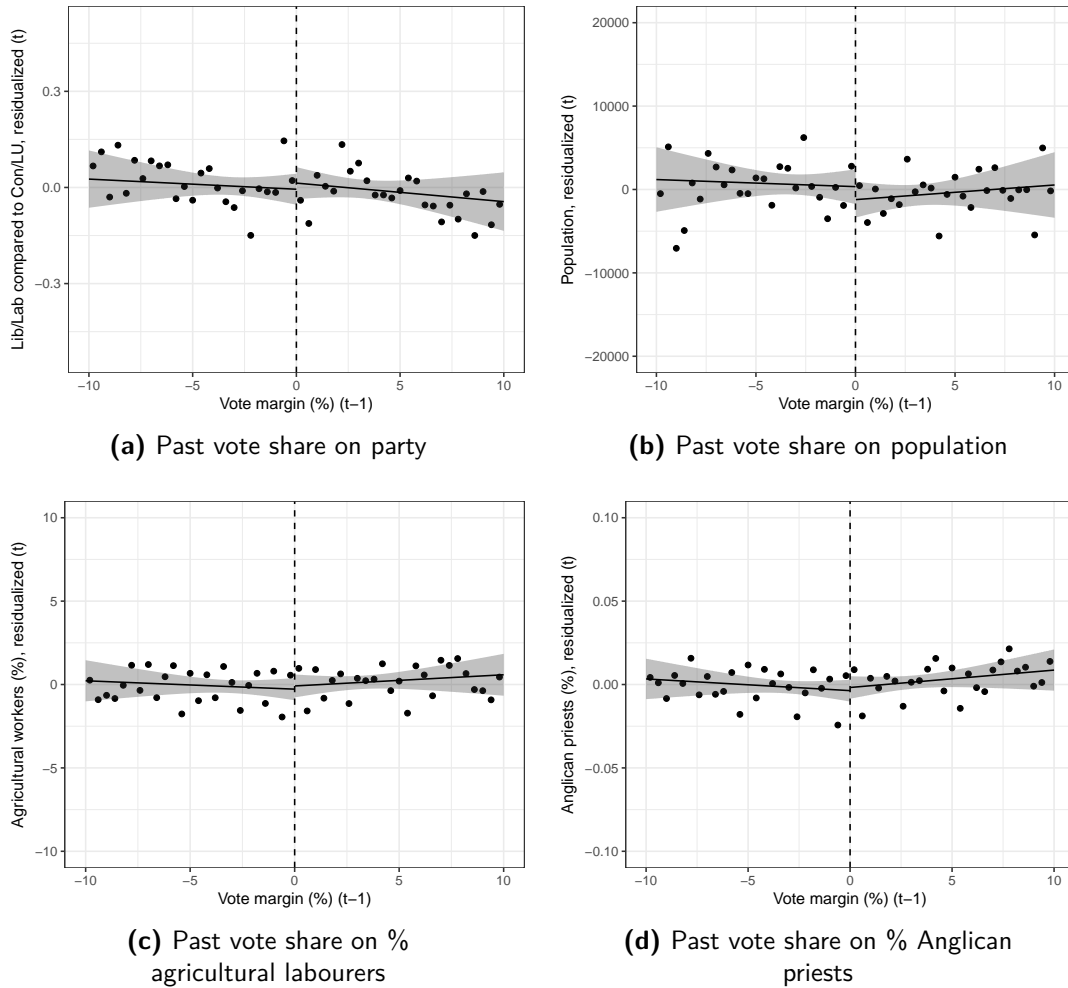 Lib/Lab compared to Con/LU, residualized (t)
0.3
0.0
−0.3
−10
−5
0
5
10
Vote margin (%) (t−1)
(a) Past vote share on party
Population, residualized (t)
20000
10000
0
−10000
−20000
−10
−5
0
5
10
Vote margin (%) (t−1)
(b) Past vote share on population
Agricultural workers (%), residualized (t)
10
5
0
−5
−10
−10
−5
0
5
10
Vote margin (%) (t−1)
(c) Past vote share on %
agricultural labourers
Anglican priests (%), residualized (t)
0.10
0.05
0.00
−0.05
−0.10
−10
−5
0
5
10
Vote margin (%) (t−1)
(d) Past vote share on % Anglican
priests